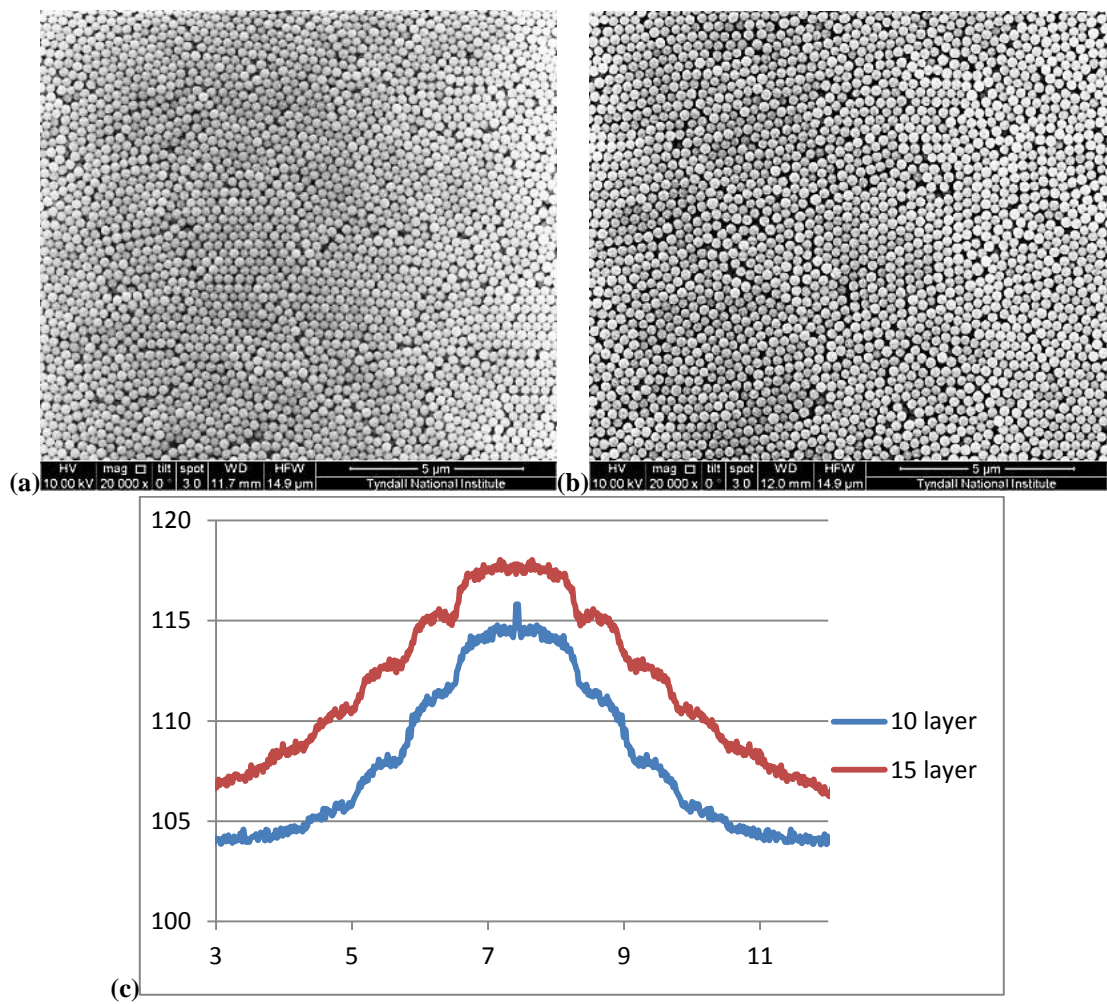 HV mag tilt spot WD HFW 5 µm
(a) 10.00 kV 20 000 x 0 ° 3.0 11.7 mm 14.9 µm Tyndall National Institute
HV mag tilt spot WD HFW 5 µm
(b) 10.00 kV 20 000 x 0 ° 3.0 12.0 mm 14.9 µm Tyndall National Institute
120
115
110
105
100
3 5 7 9 11
10 layer
15 layer
(c)